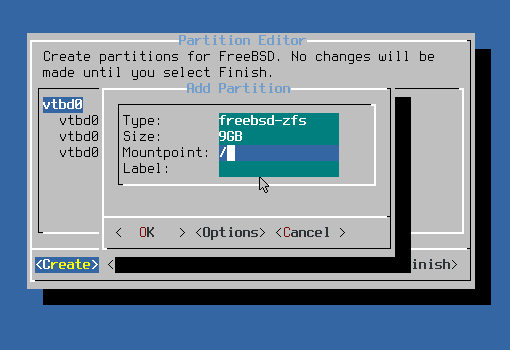 Partition Editor
Create partitions for FreeBSD. No changes will be
made until you select Finish.
Add Partition
vtbd0
vtbd0
vtbd0
vtbd0
Type: freebsd-zfs
Size: 9GB
Mountpoint: /
Label:
< OK > <Options> <Cancel >
<Create> < inish>